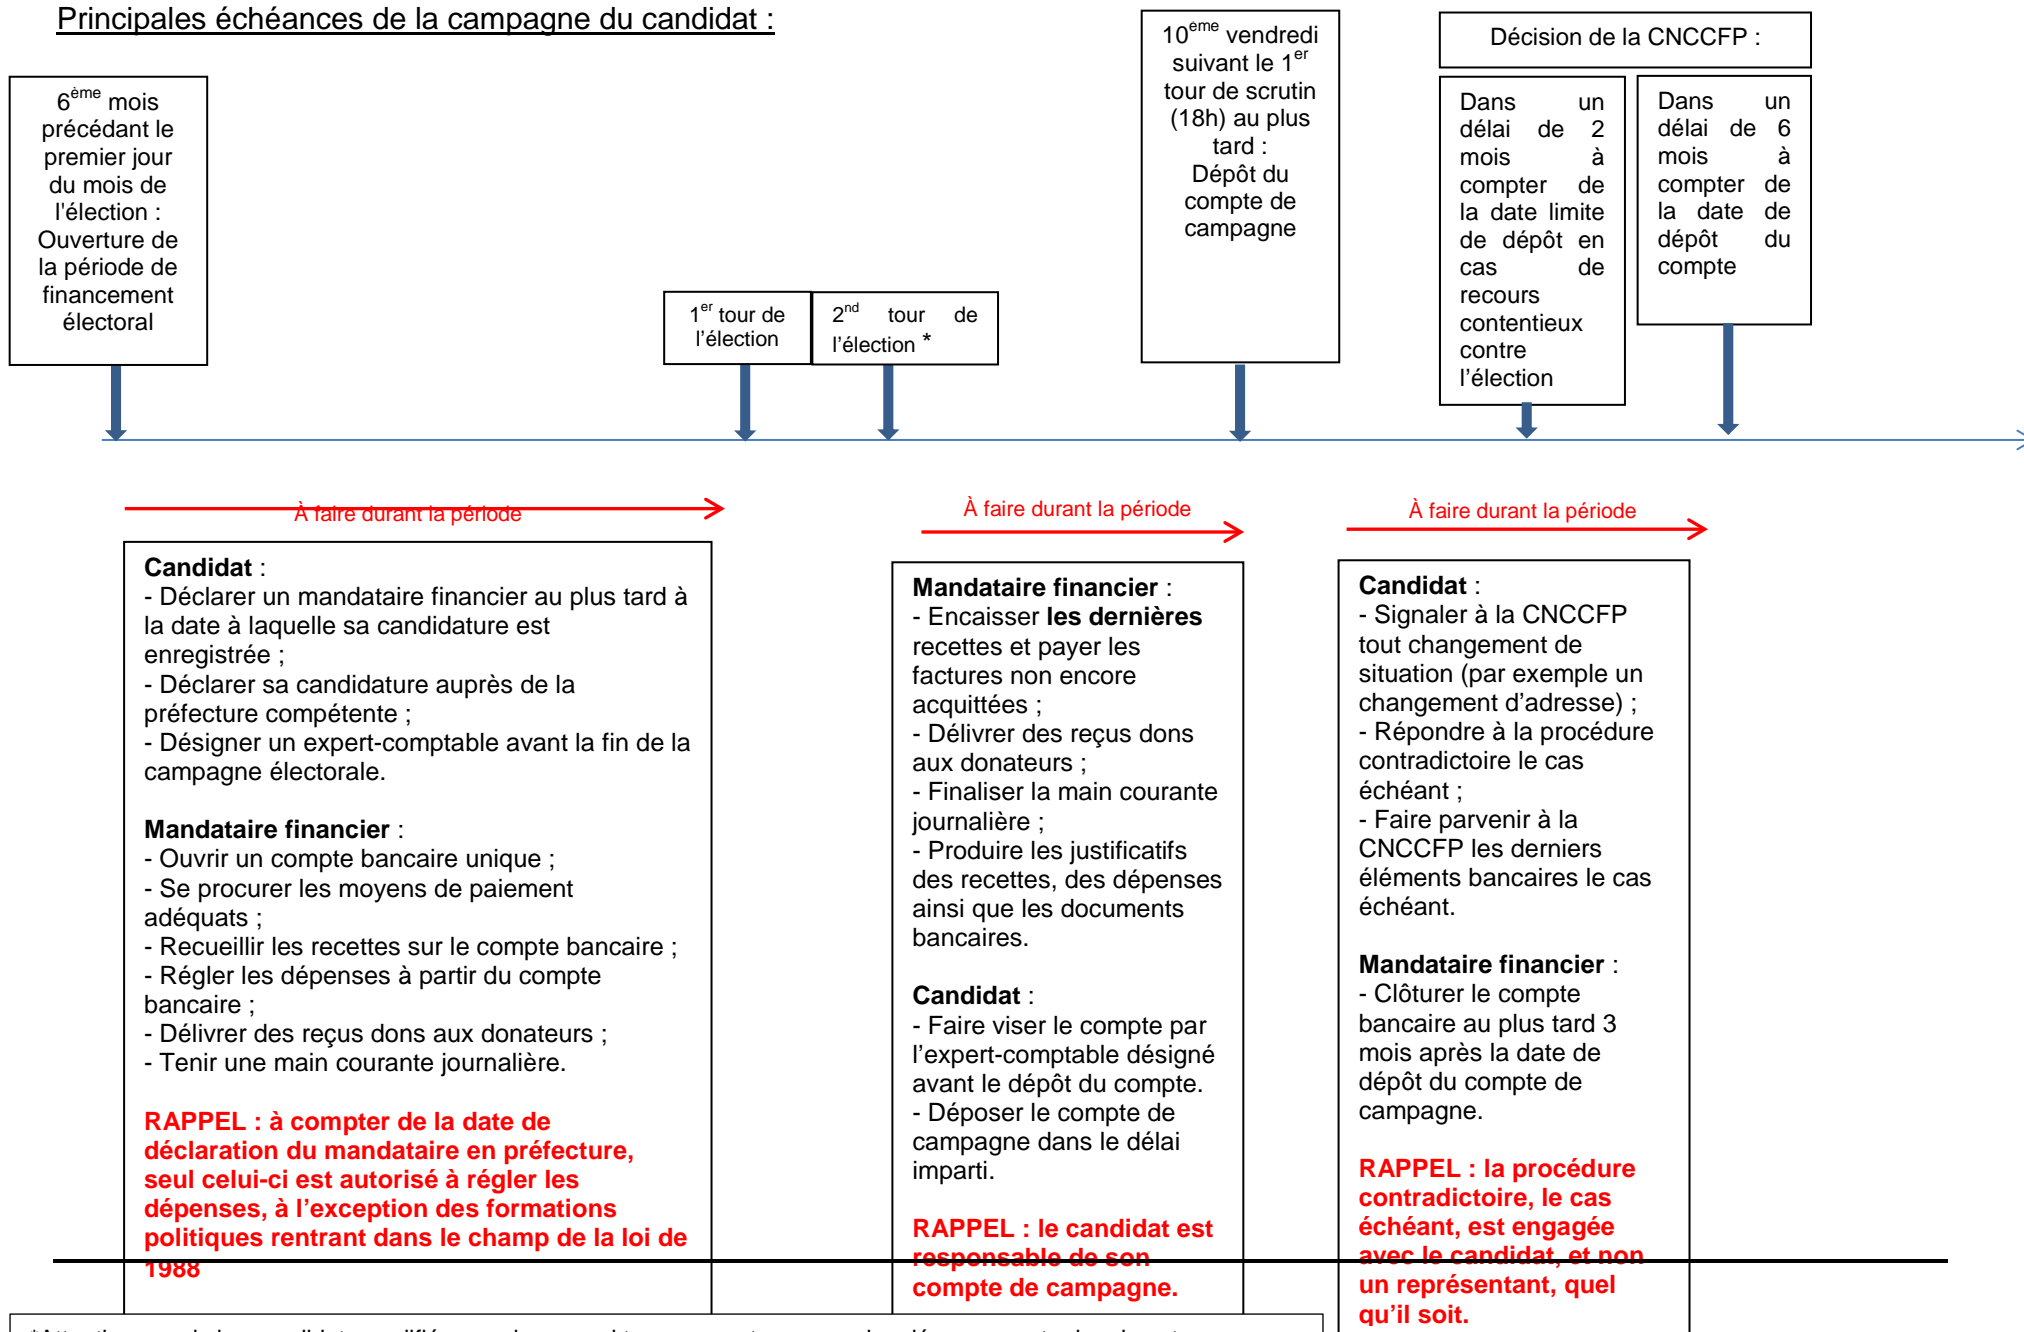 Principales échéances de la campagne du candidat :
6ème mois
précédant le
premier jour
du mois de
l'élection :
Ouverture de
la période de
financement
électoral
1er tour de
l’élection
2nd tour de
l’élection *
10ème vendredi
suivant le 1er
tour de scrutin
(18h) au plus
tard :
Dépôt du
compte de
campagne
Décision de la CNCCFP :
Dans un
délai de 2
mois à
compter de
la date limite
de dépôt en
cas de
recours
contentieux
contre
l’élection
Dans un
délai de 6
mois à
compter de
la date de
dépôt du
compte
À faire durant la période
Candidat :
- Déclarer un mandataire financier au plus tard à
la date à laquelle sa candidature est
enregistrée ;
- Déclarer sa candidature auprès de la
préfecture compétente ;
- Désigner un expert-comptable avant la fin de la
campagne électorale.
Mandataire financier :
- Ouvrir un compte bancaire unique ;
- Se procurer les moyens de paiement
adéquats ;
- Recueillir les recettes sur le compte bancaire ;
- Régler les dépenses à partir du compte
bancaire ;
- Délivrer des reçus dons aux donateurs ;
- Tenir une main courante journalière.
RAPPEL : à compter de la date de
déclaration du mandataire en préfecture,
seul celui-ci est autorisé à régler les
dépenses, à l’exception des formations
politiques rentrant dans le champ de la loi de
1988
À faire durant la période
Mandataire financier :
- Encaisser les dernières
recettes et payer les
factures non encore
acquittées ;
- Délivrer des reçus dons
aux donateurs ;
- Finaliser la main courante
journalière ;
- Produire les justificatifs
des recettes, des dépenses
ainsi que les documents
bancaires.
Candidat :
- Faire viser le compte par
l’expert-comptable désigné
avant le dépôt du compte.
- Déposer le compte de
campagne dans le délai
imparti.
RAPPEL : le candidat est
responsable de son
compte de campagne.
À faire durant la période
Candidat :
- Signaler à la CNCCFP
tout changement de
situation (par exemple un
changement d’adresse) ;
- Répondre à la procédure
contradictoire le cas
échéant ;
- Faire parvenir à la
CNCCFP les derniers
éléments bancaires le cas
échéant.
Mandataire financier :
- Clôturer le compte
bancaire au plus tard 3
mois après la date de
dépôt du compte de
campagne.
RAPPEL : la procédure
contradictoire, le cas
échéant, est engagée
avec le candidat, et non
un représentant, quel
qu’il soit.